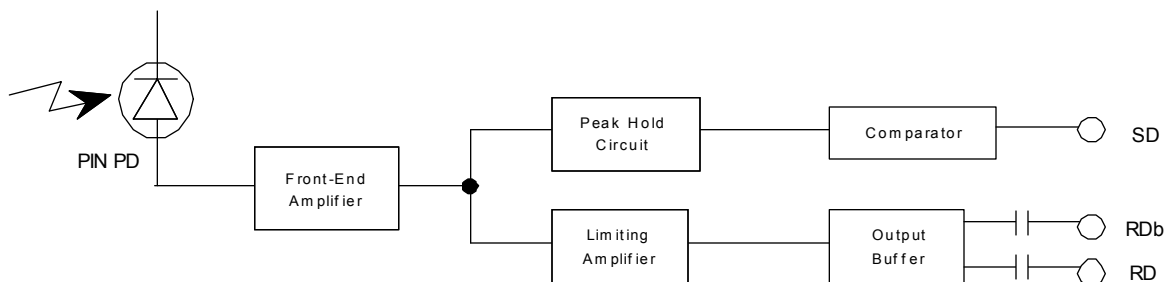 PIN PD
Front-End
Amplifier
Peak Hold
Circuit
Comparator
SD
Limiting
Amplifier
Output
Buffer
RDb
RD